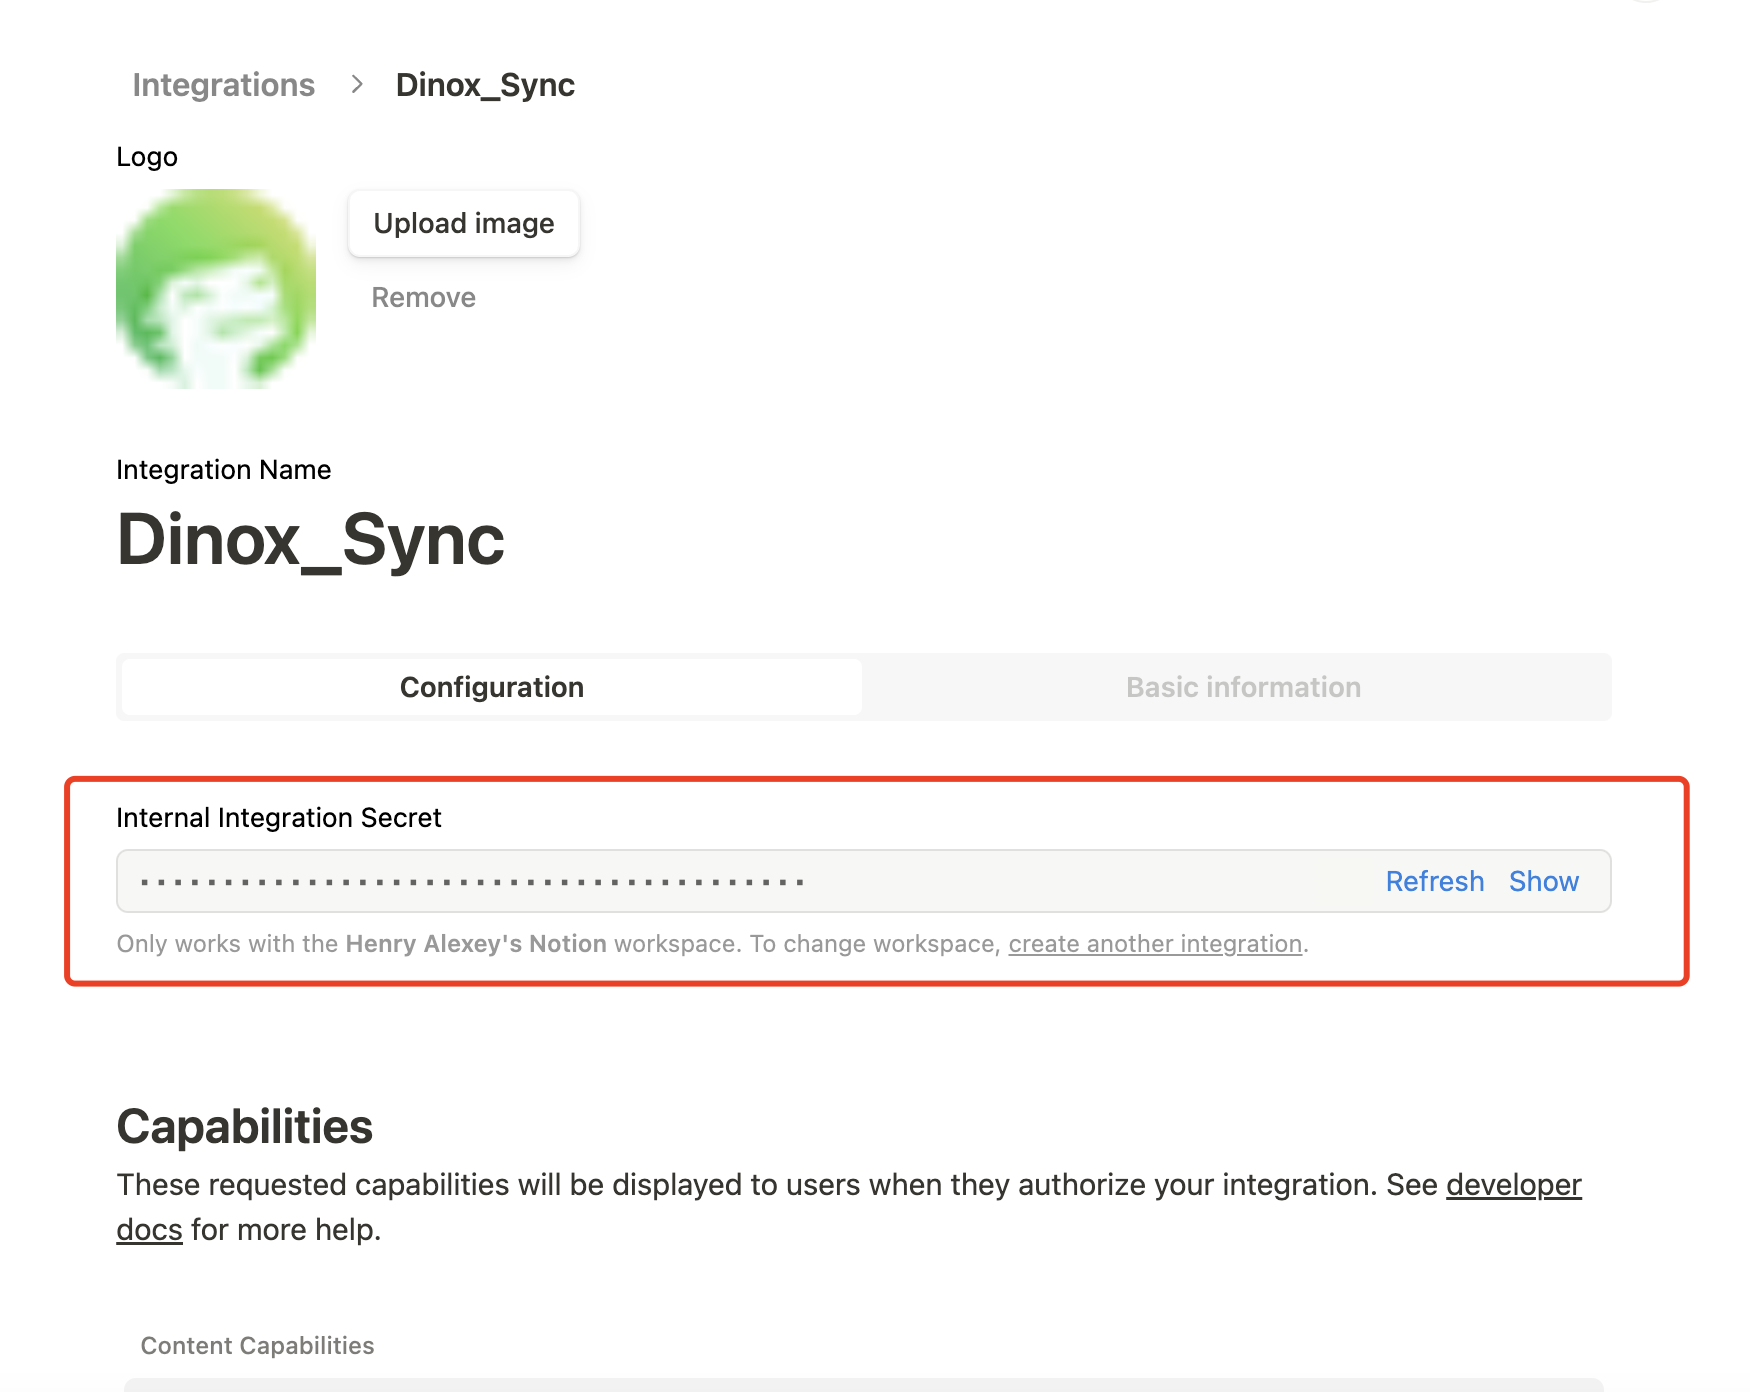 Integrations > Dinox_Sync
Logo
Upload image
Remove
Integration Name
Dinox_Sync
Configuration Basic information
Internal Integration Secret
········································· Refresh Show
Only works with the Henry Alexey's Notion workspace. To change workspace, create another integration.
Capabilities
These requested capabilities will be displayed to users when they authorize your integration. See developer
docs for more help.
Content Capabilities